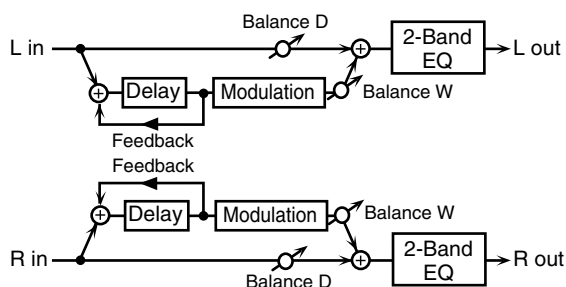 Balance D
L in
2-Band
EQ
L out
Delay
Modulation
Balance W
Feedback
Feedback
Delay
Modulation
Balance W
R in
2-Band
EQ
R out
Balance D